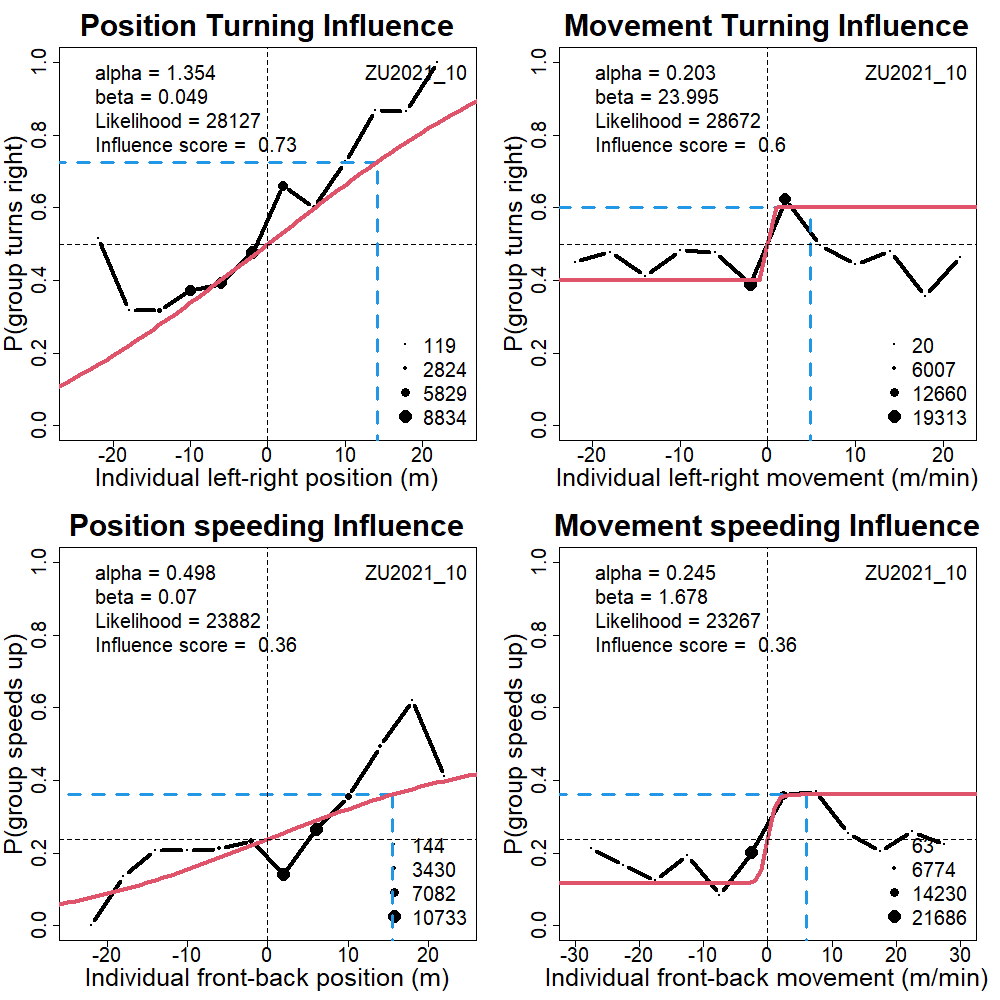 Position Turning Influence
alpha = 1.354
beta = 0.049
Likelihood = 28127
Influence score = 0.73
ZU2021_10
P(group turns right)
1.0
0.8
0.6
0.4
0.2
0.0
119
2824
5829
8834
-20 -10 0 10 20
Individual left-right position (m)
Movement Turning Influence
alpha = 0.203
beta = 23.995
Likelihood = 28672
Influence score = 0.6
ZU2021_10
P(group turns right)
1.0
0.8
0.6
0.4
0.2
0.0
20
6007
12660
19313
-20 -10 0 10 20
Individual left-right movement (m/min)
Position speeding Influence
alpha = 0.498
beta = 0.07
Likelihood = 23882
Influence score = 0.36
ZU2021_10
P(group speeds up)
1.0
0.8
0.6
0.4
0.2
0.0
144
3430
7082
10733
-20 -10 0 10 20
Individual front-back position (m)
Movement speeding Influence
alpha = 0.245
beta = 1.678
Likelihood = 23267
Influence score = 0.36
ZU2021_10
P(group speeds up)
1.0
0.8
0.6
0.4
0.2
0.0
63
6774
14230
21686
-30 -20 -10 0 10 20 30
Individual front-back movement (m/min)